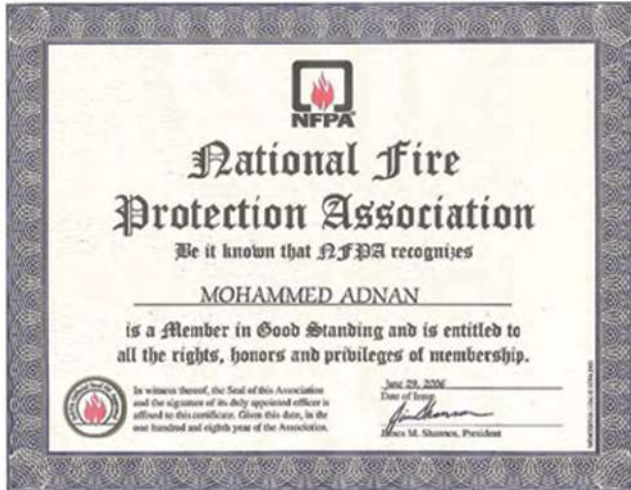 NFPA
National Fire
Protection Association
Be it known that NFPA recognizes
MOHAMMED ADNAN
is a Member in Good Standing and is entitled to
all the rights, honors and privileges of membership.
In witness thereof, the Seal of this Association
and the signature of its duly appointed officer is
affixed to this certificate. Given this date, in the
one hundred and eighth year of the Association.
June 29, 2006
Date of Issue
James M. Shannon, President